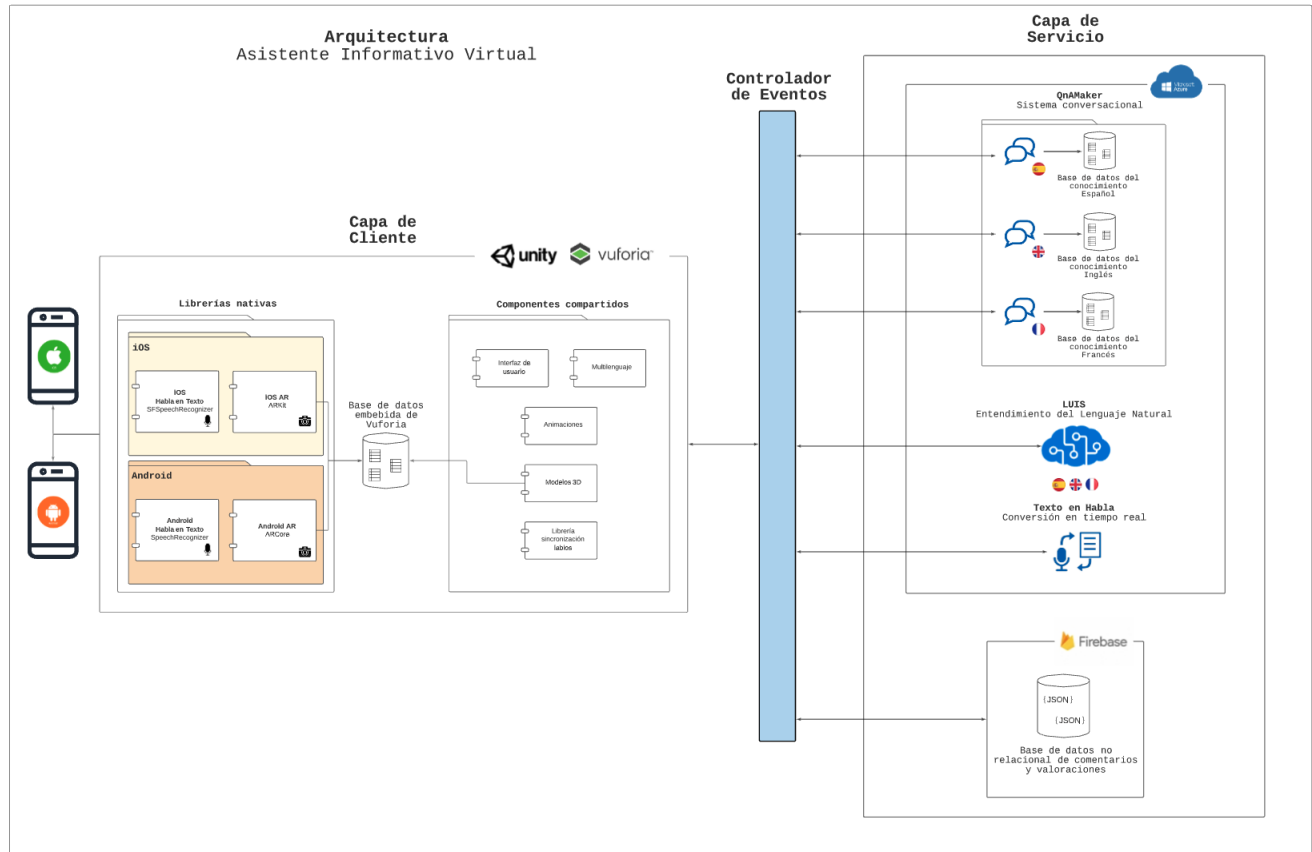 Arquitectura
Asistente Informativo Virtual
Capa de
Servicio
Controlador
de Eventos
Microsoft
Azure
QnAMaker
Sistema conversacional
Base de datos del
conocimiento
Español
Base de datos del
conocimiento
Inglés
Base de datos del
conocimiento
Francés
LUIS
Entendimiento del Lenguaje Natural
Texto en Habla
Conversión en tiempo real
Firebase
{JSON}
{JSON}
Base de datos no
relacional de comentarios
y valoraciones
Capa de
Cliente
unity
vuforia™
Librerías nativas
iOS
IOS
Habla en Texto
SFSpeechRecognizer
IOS AR
ARKit
Android
Android
Habla en Texto
SpeechRecognizer
Android AR
ARCore
Base de datos
embebida de
Vuforia
Componentes compartidos
Interfaz de
usuario
Multilenguaje
Animaciones
Modelos 3D
Librería
sincronización
labios